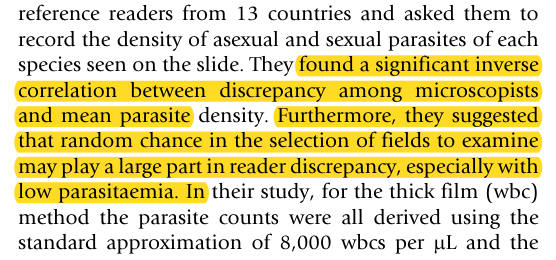 reference readers from 13 countries and asked them to
record the density of asexual and sexual parasites of each
species seen on the slide. They found a significant inverse
correlation between discrepancy among microscopists
and mean parasite density. Furthermore, they suggested
that random chance in the selection of fields to examine
may play a large part in reader discrepancy, especially with
low parasitaemia. In their study, for the thick film (wbc)
method the parasite counts were all derived using the
standard approximation of 8,000 wbcs per μL and the